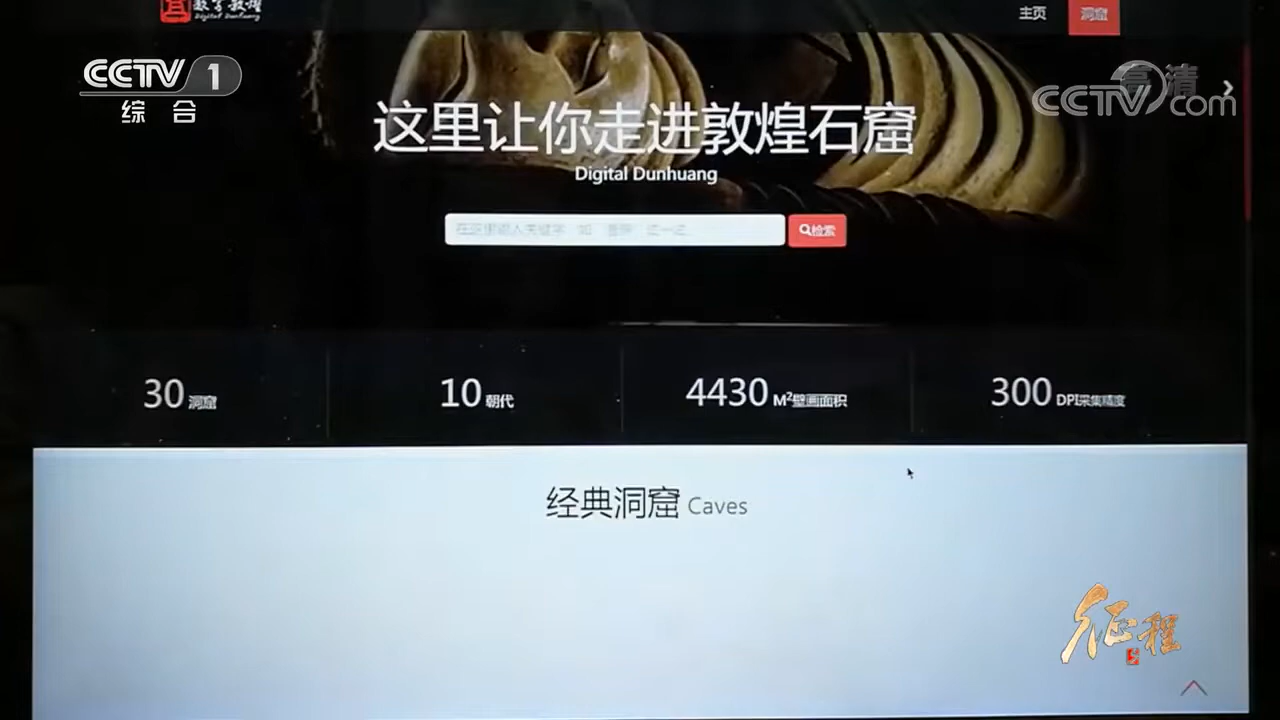 数字敦煌
Digital Dunhuang
主页
洞窟
CCTV 1
综合
高清
CCTV.com
这里让你走进敦煌石窟
Digital Dunhuang
检索
30 洞窟
10 朝代
4430 M²壁画面积
300 DPI采集精度
经典洞窟 Caves
征程